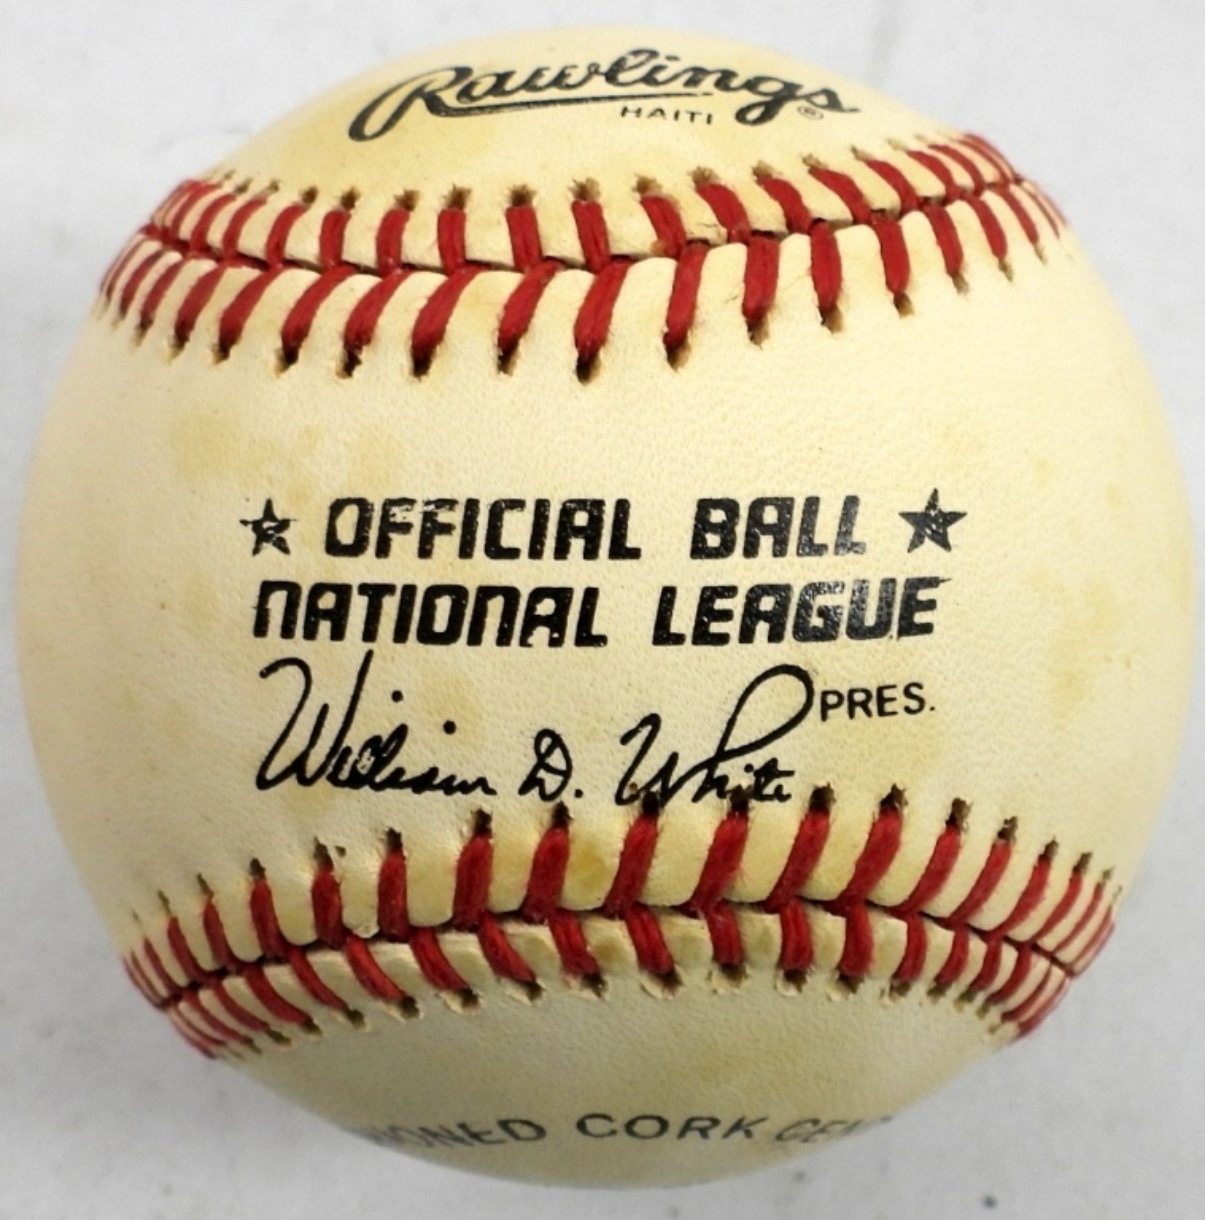 Rawlings®
HAITI
★ OFFICIAL BALL ★
NATIONAL LEAGUE
William D. White PRES.
CORK